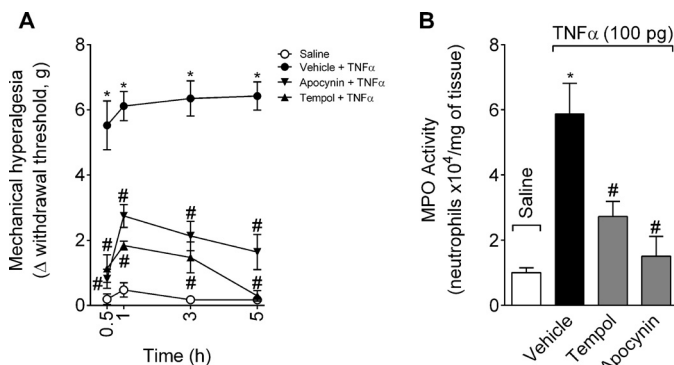 A
Mechanical hyperalgesia
(Δ withdrawal threshold, g)
8
6
4
2
0
0.5
1
3
5
Time (h)
Saline
Vehicle + TNFα
Apocynin + TNFα
Tempol + TNFα
*
*
*
*
#
#
#
#
#
#
#
#
B
MPO Activity
(neutrophils x10⁴/mg of tissue)
10
8
6
4
2
0
TNFα (100 pg)
Saline
*
#
#
Vehicle
Tempol
Apocynin